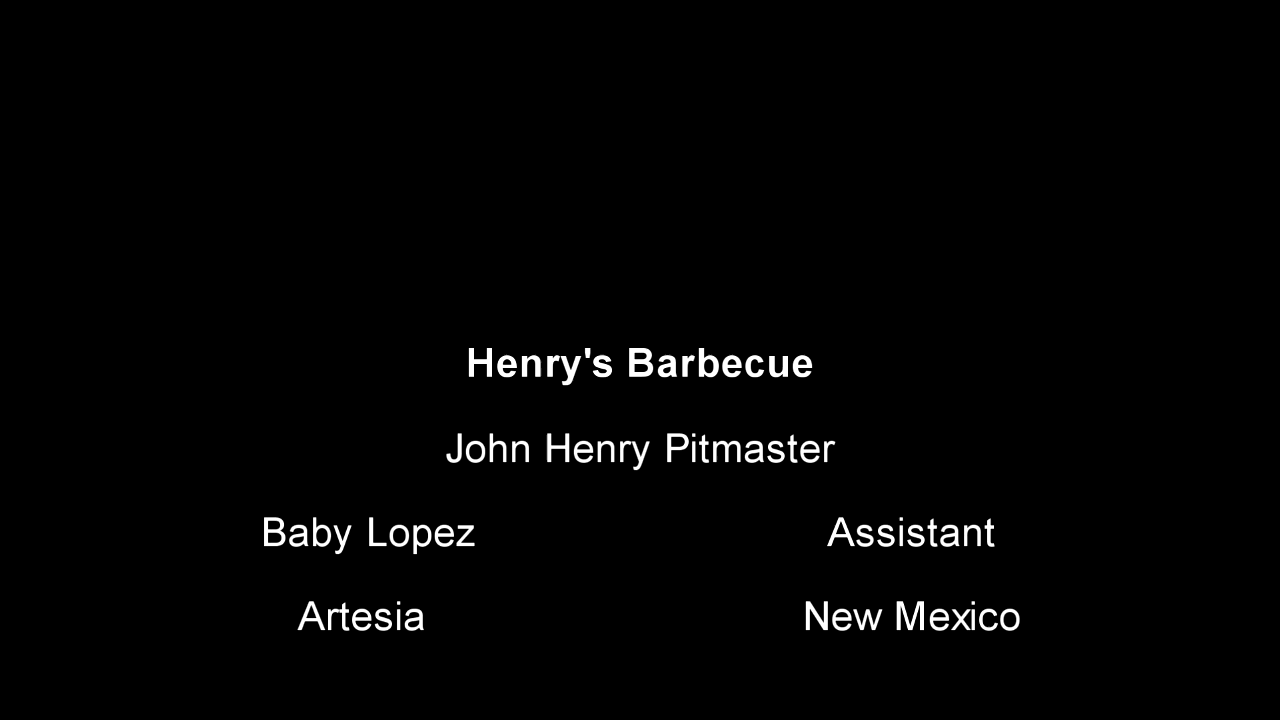 Henry's Barbecue
John Henry Pitmaster
Baby Lopez Assistant
Artesia New Mexico